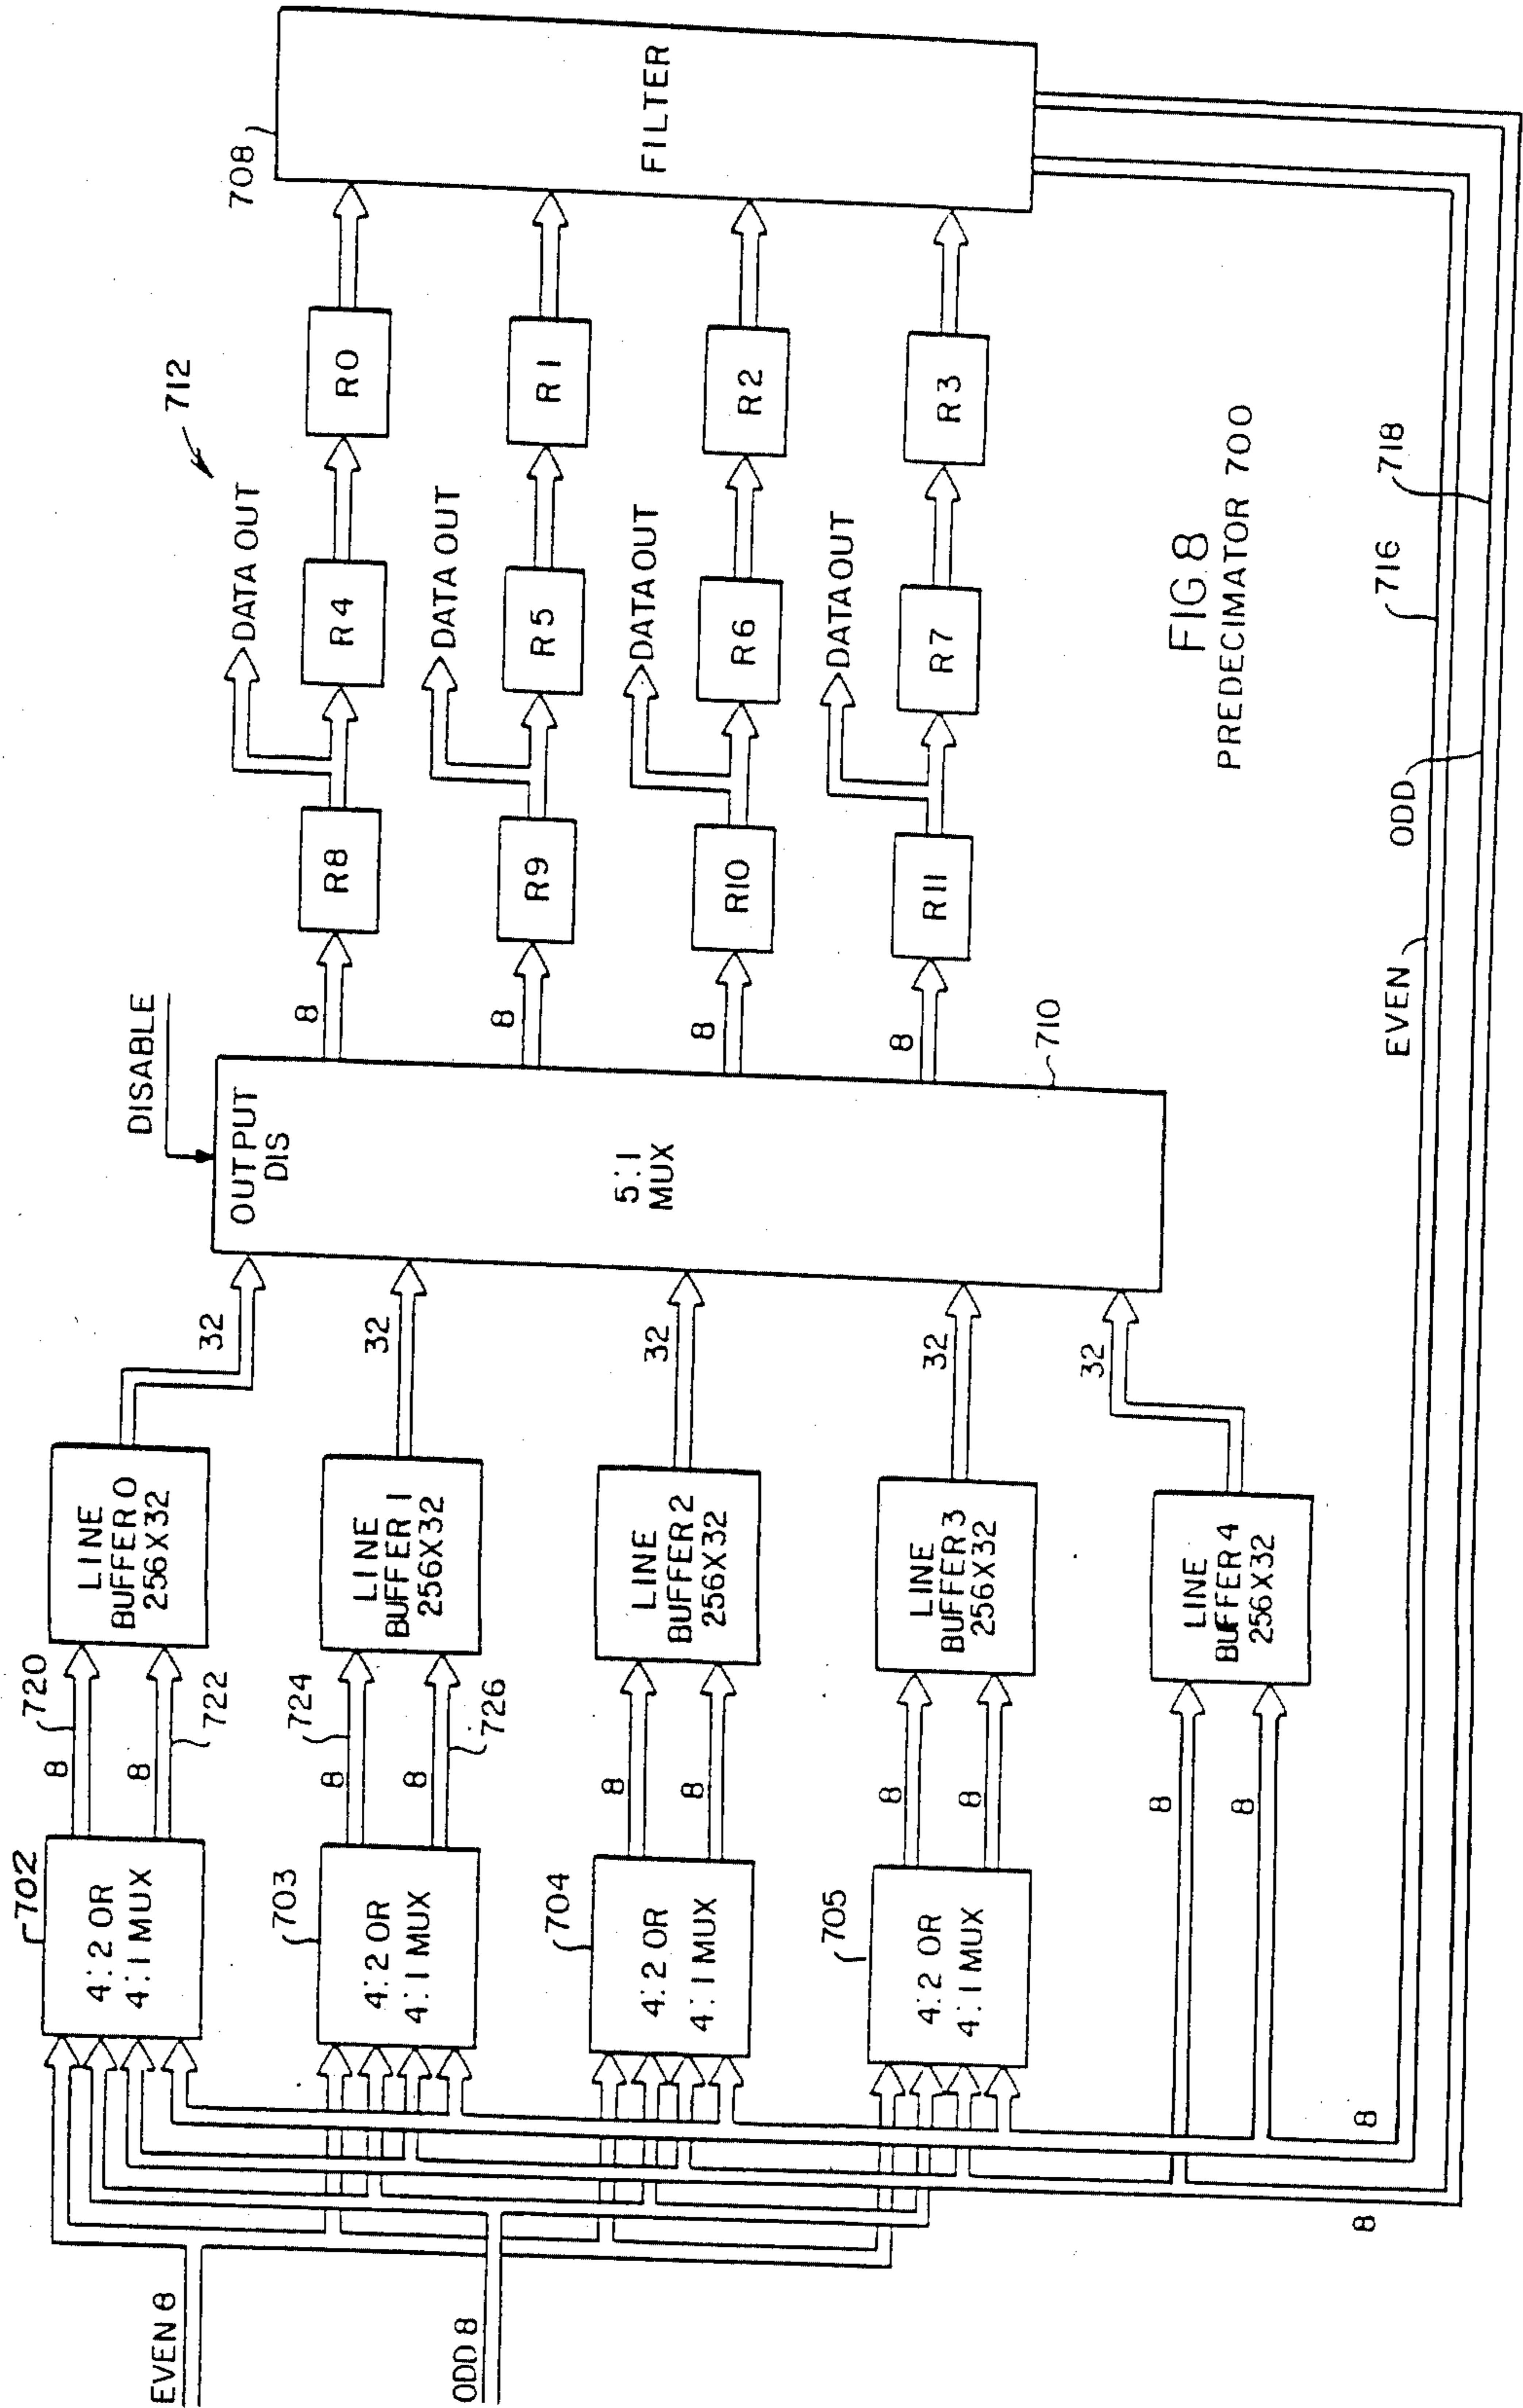 EVEN 8
ODD 8
702
4:2 OR
4:1 MUX
703
4:2 OR
4:1 MUX
704
4:2 OR
4:1 MUX
705
4:2 OR
4:1 MUX
8
720
8
722
8
724
8
726
8
8
8
8
8
8
LINE
BUFFER 0
256X32
LINE
BUFFER 1
256X32
LINE
BUFFER 2
256X32
LINE
BUFFER 3
256X32
LINE
BUFFER 4
256X32
32
32
32
32
32
DISABLE
OUTPUT
DIS
5:1
MUX
710
8
8
8
8
R8
R9
R10
R11
DATA OUT
DATA OUT
DATA OUT
DATA OUT
712
R4
R5
R6
R7
R0
R1
R2
R3
708
FILTER
FIG. 8
PREDECIMATOR 700
EVEN
ODD
716
718
8
8